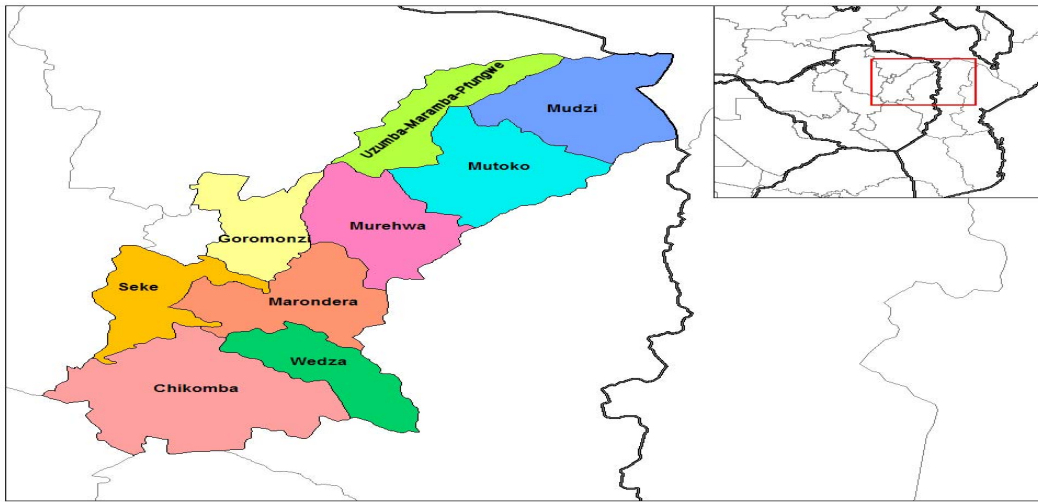 Uzumba-Maramba-Pfungwe
Mudzi
Mutoko
Murehwa
Goromonzi
Seke
Marondera
Wedza
Chikomba